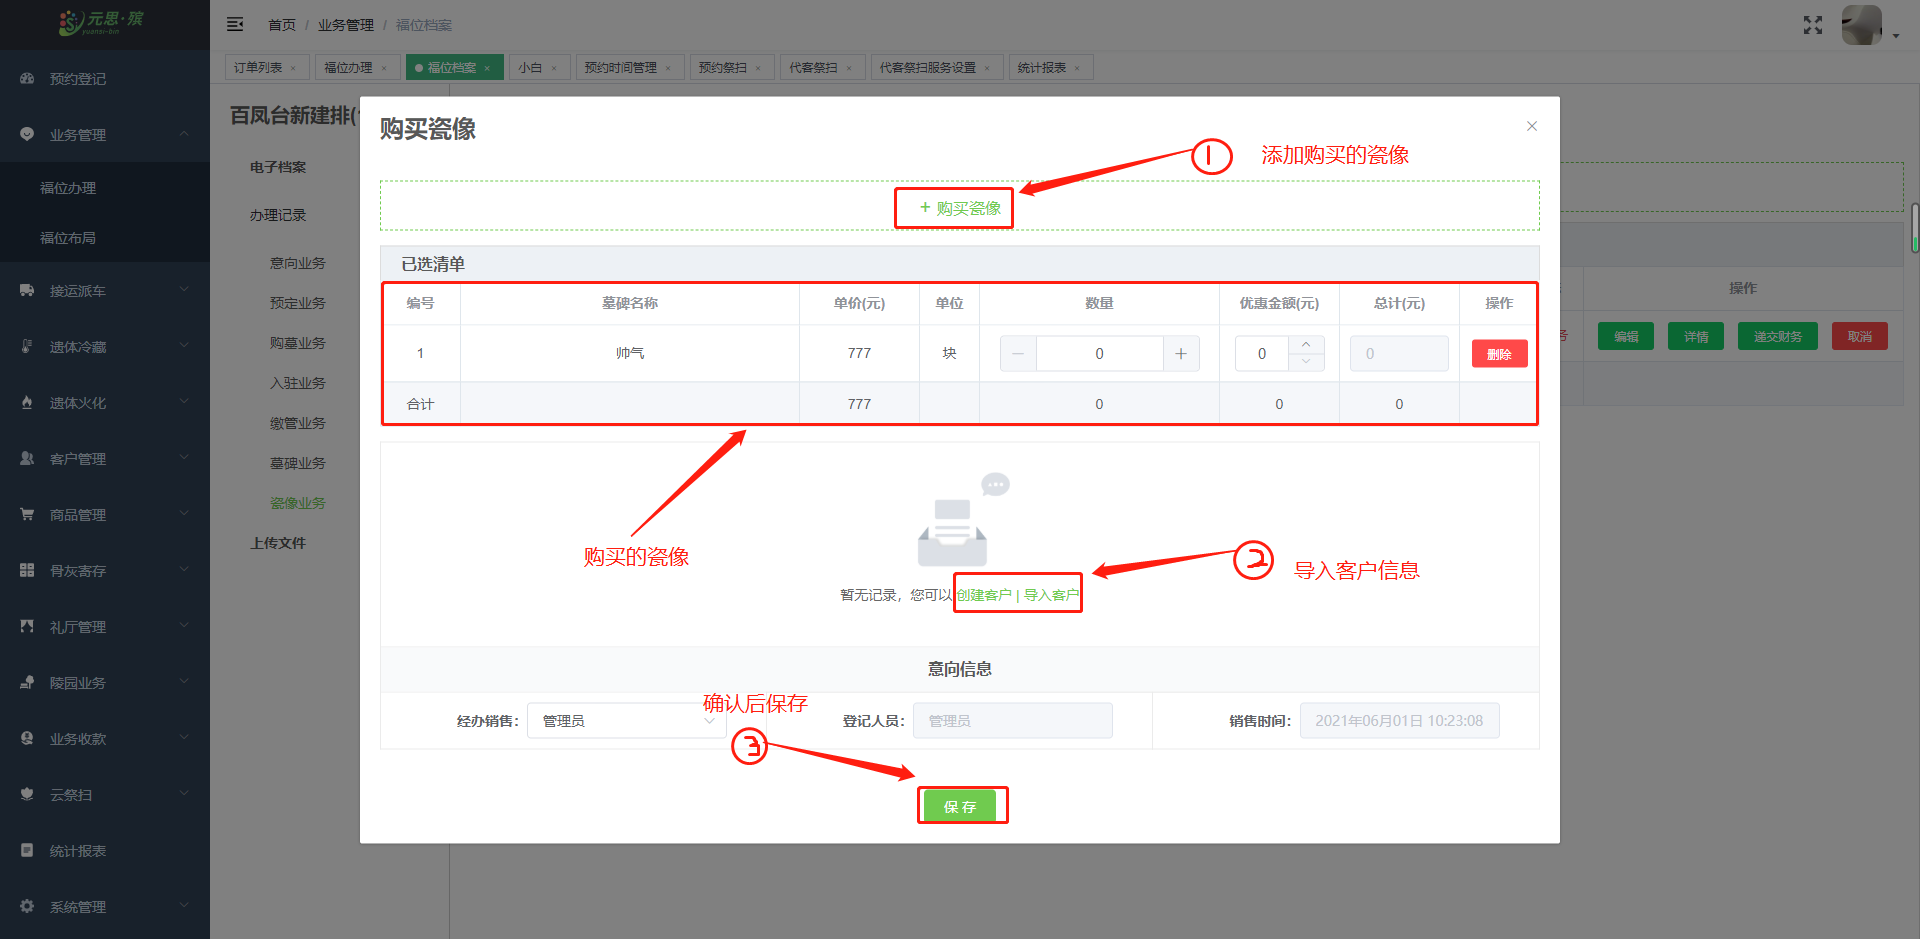 元思·殡
yuansi-bin
首页 / 业务管理 / 福位档案
订单列表 × 福位办理 × 福位档案 × 小白 × 预约时间管理 × 预约祭扫 × 代客祭扫 × 代客祭扫服务设置 × 统计报表 ×
预约登记
业务管理
福位办理
福位布局
接运派车
遗体冷藏
遗体火化
客户管理
商品管理
骨灰寄存
礼厅管理
陵园业务
业务收款
云祭扫
统计报表
系统管理
百凤台新建排(
电子档案
办理记录
意向业务
预定业务
购墓业务
入驻业务
缴管业务
墓碑业务
瓷像业务
上传文件
购买瓷像
1 添加购买的瓷像
+ 购买瓷像
已选清单
编号 墓碑名称 单价(元) 单位 数量 优惠金额(元) 总计(元) 操作
1 帅气 777 块 − 0 + 0 0 删除
合计 777 0 0 0
购买的瓷像
2 导入客户信息
暂无记录，您可以 创建客户 | 导入客户
意向信息
确认后保存
经办销售： 管理员 登记人员： 管理员 销售时间： 2021年06月01日 10:23:08
3
保存
操作
编辑 详情 递交财务 取消